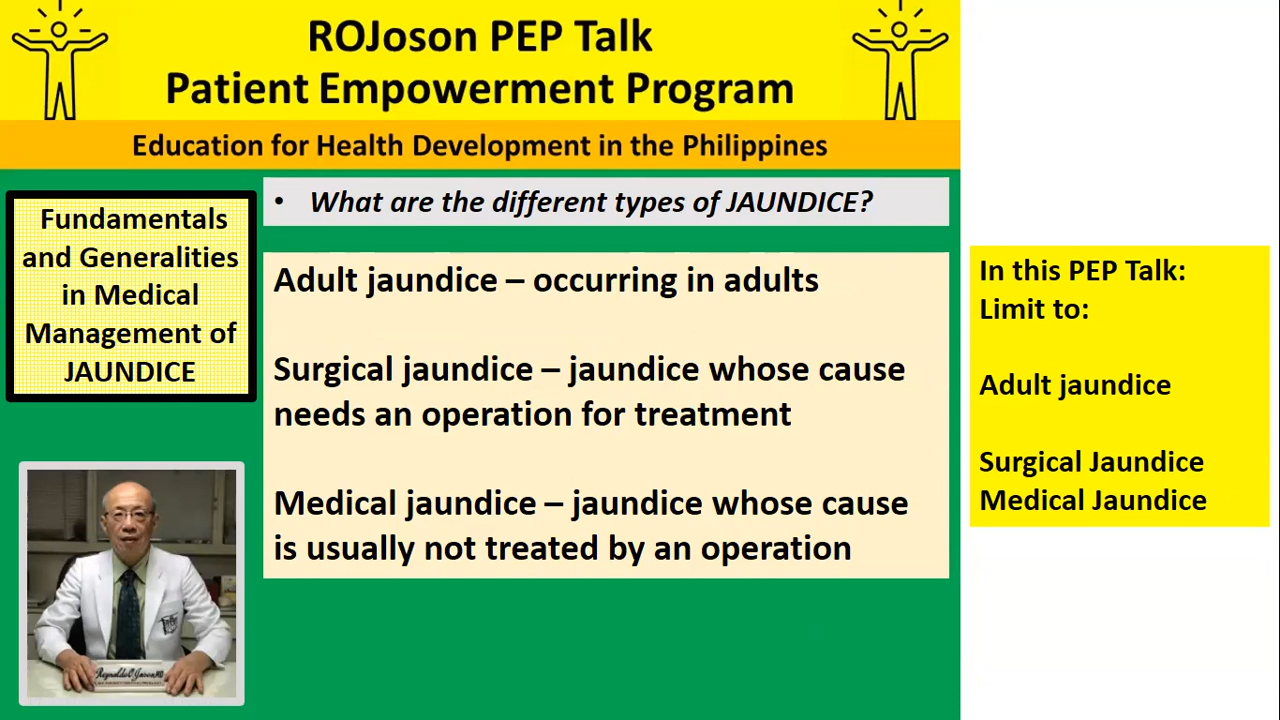 ROJoson PEP Talk
Patient Empowerment Program
Education for Health Development in the Philippines
Fundamentals
and Generalities
in Medical
Management of
JAUNDICE
• What are the different types of JAUNDICE?
Adult jaundice – occurring in adults
Surgical jaundice – jaundice whose cause
needs an operation for treatment
Medical jaundice – jaundice whose cause
is usually not treated by an operation
In this PEP Talk:
Limit to:
Adult jaundice
Surgical Jaundice
Medical Jaundice
Reynaldo O. Joson, MD